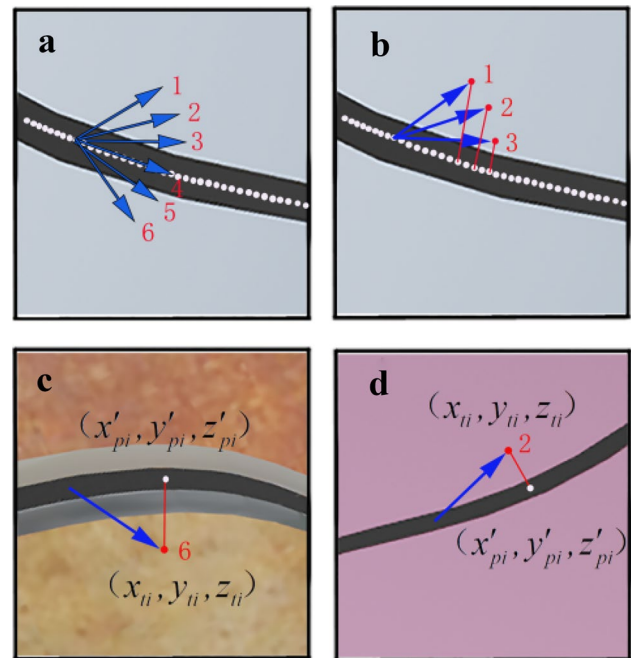 a
1
2
3
4
5
6
b
1
2
3
c
(x′pi, y′pi, z′pi)
6
(xti, yti, zti)
d
(xti, yti, zti)
2
(x′pi, y′pi, z′pi)